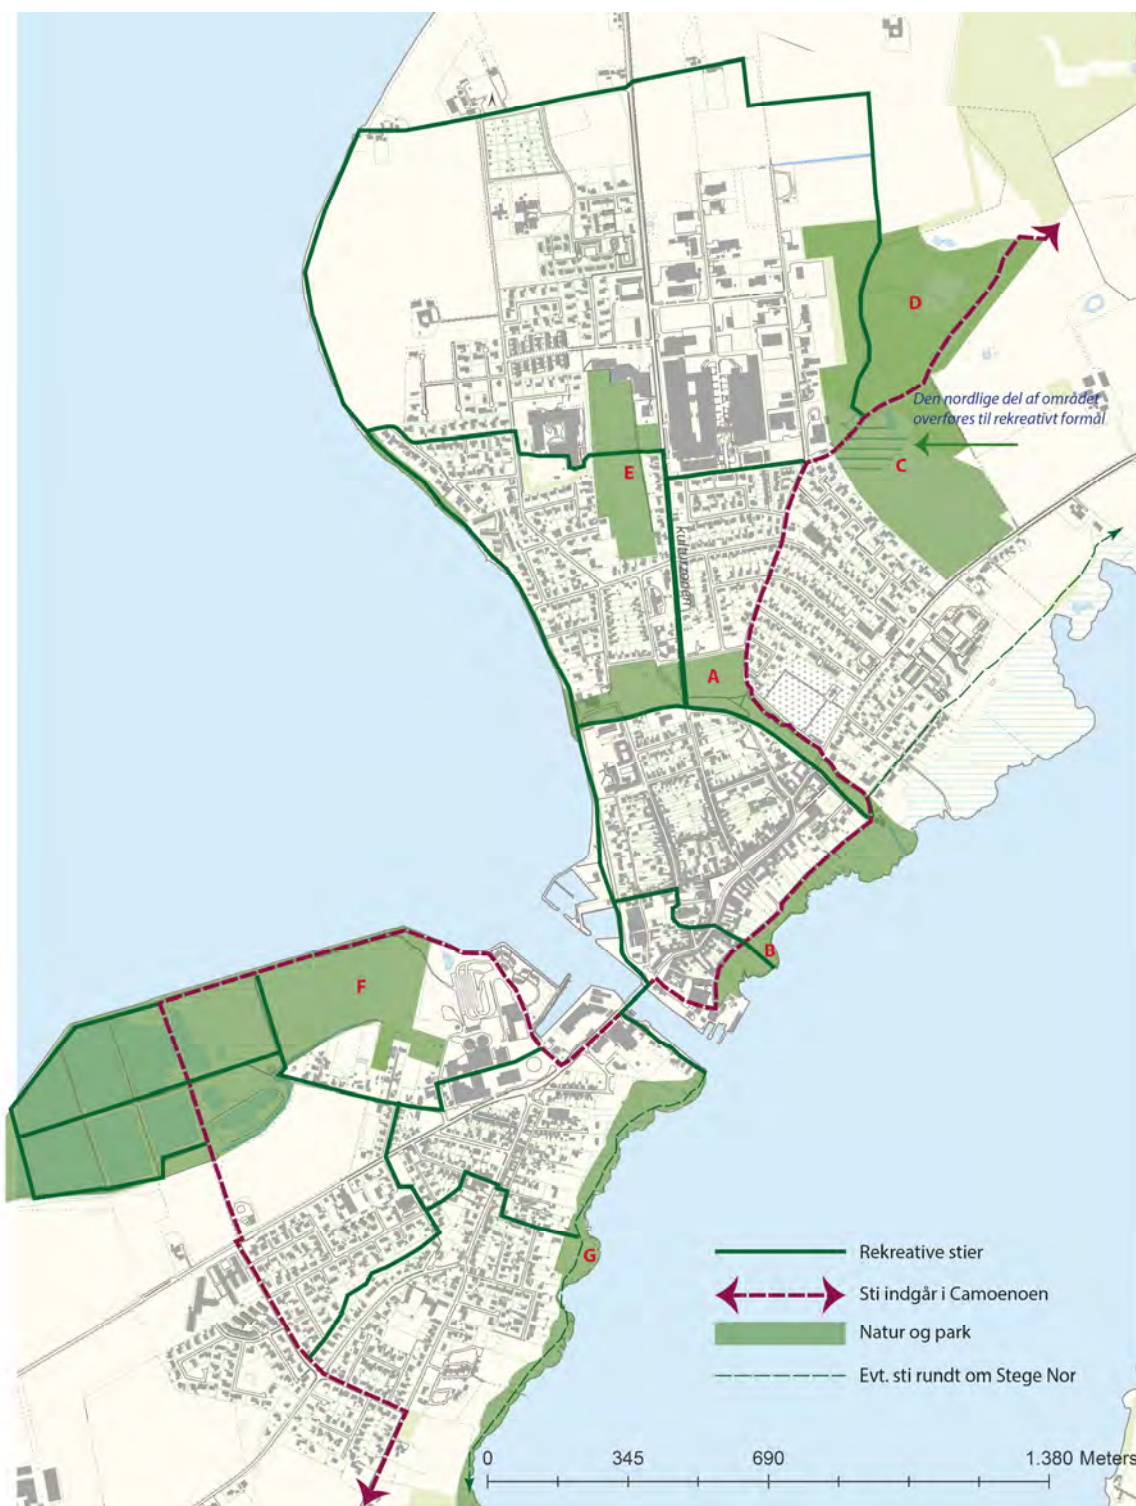 D
Den nordlige del af området
overføres til rekreativt formål
C
E
kulturzonen
A
B
F
G
Rekreative stier
Sti indgår i Camoenoen
Natur og park
Evt. sti rundt om Stege Nor
0 345 690 1.380 Meters